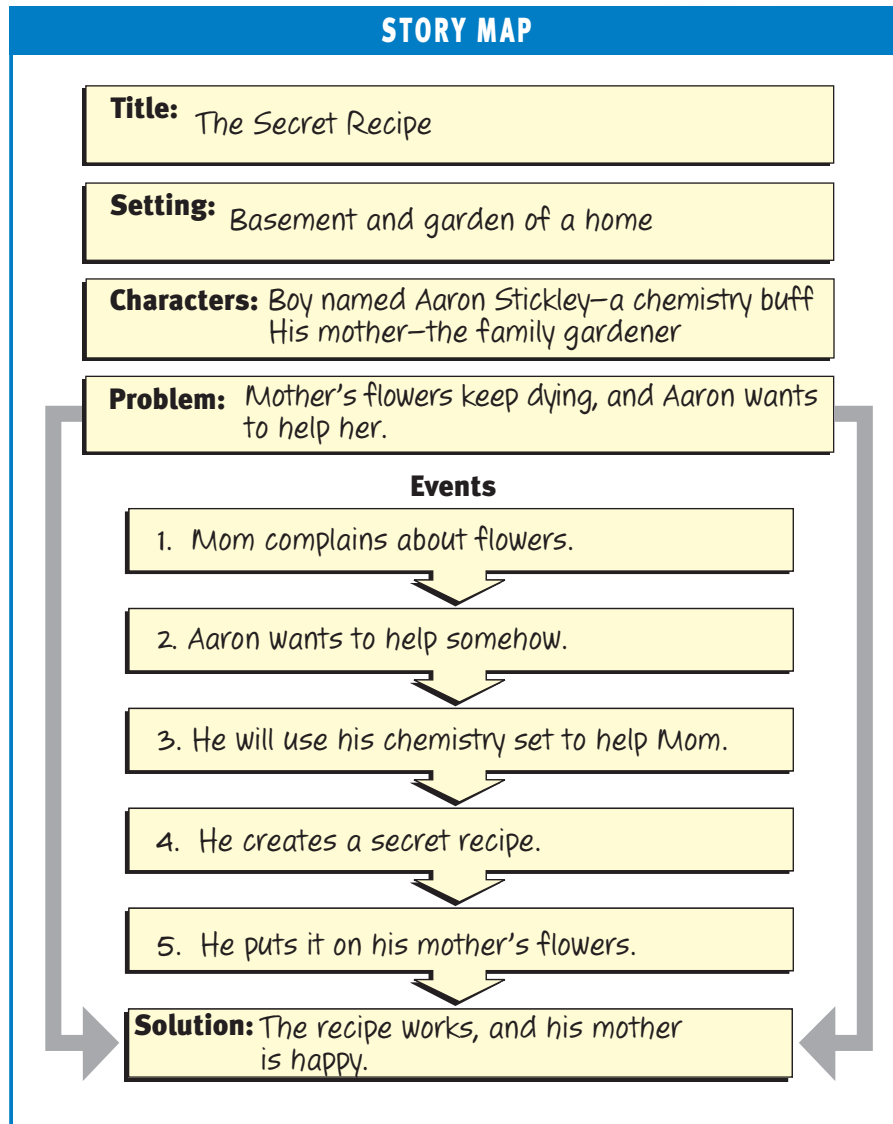 STORY MAP
Title: The Secret Recipe
Setting: Basement and garden of a home
Characters: Boy named Aaron Stickley–a chemistry buff
His mother–the family gardener
Problem: Mother's flowers keep dying, and Aaron wants
to help her.
Events
1. Mom complains about flowers.
2. Aaron wants to help somehow.
3. He will use his chemistry set to help Mom.
4. He creates a secret recipe.
5. He puts it on his mother's flowers.
Solution: The recipe works, and his mother
is happy.